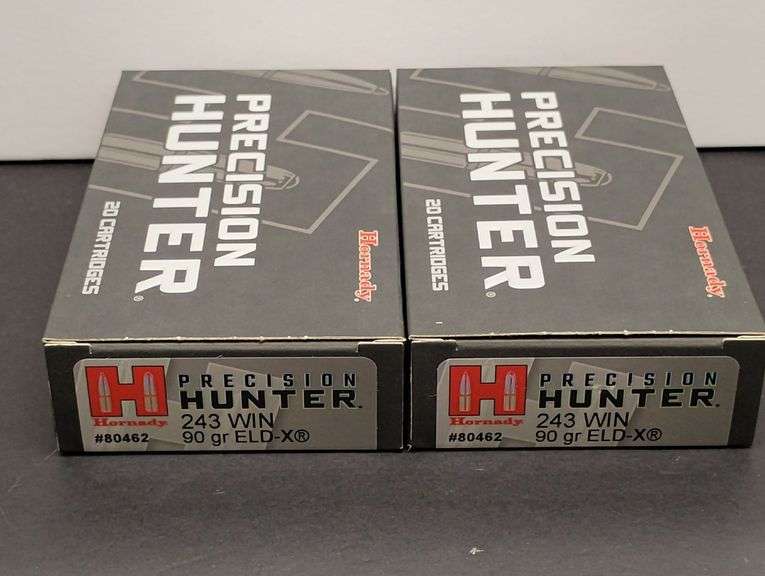 PRECISION
HUNTER®
20 CARTRIDGES
Hornady®
PRECISION
HUNTER®
20 CARTRIDGES
Hornady®
H
Hornady
#80462
PRECISION
HUNTER.
243 WIN
90 gr ELD-X®
H
Hornady
#80462
PRECISION
HUNTER.
243 WIN
90 gr ELD-X®